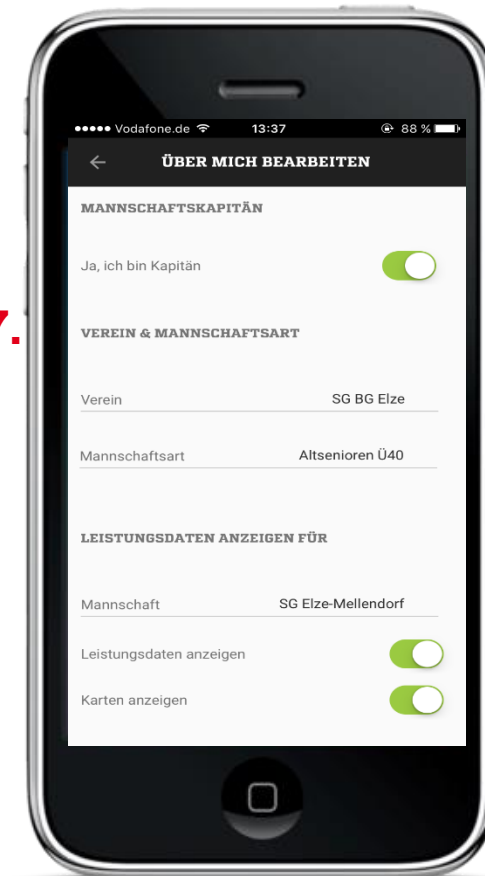 ●●●●● Vodafone.de 13:37 88 %
ÜBER MICH BEARBEITEN
MANNSCHAFTSKAPITÄN
Ja, ich bin Kapitän
7.
VEREIN & MANNSCHAFTSART
Verein SG BG Elze
Mannschaftsart Altsenioren Ü40
LEISTUNGSDATEN ANZEIGEN FÜR
Mannschaft SG Elze-Mellendorf
Leistungsdaten anzeigen
Karten anzeigen